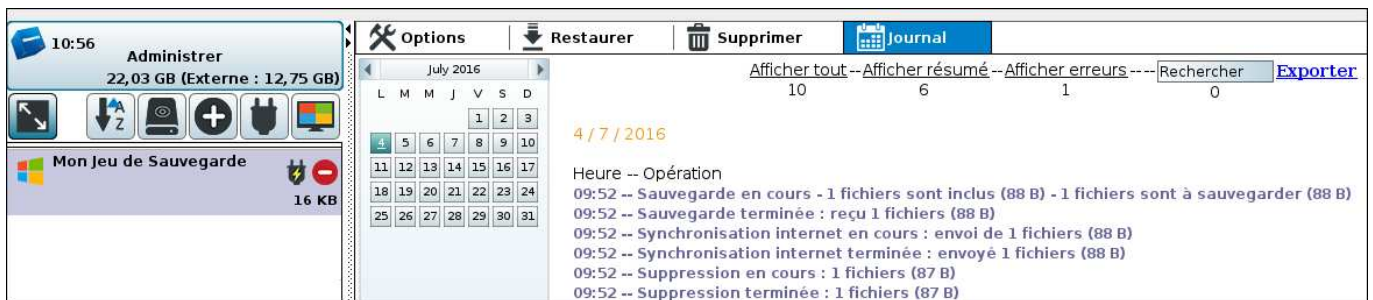 10:56
Administrer
22,03 GB (Externe : 12,75 GB)
A
Z
Mon Jeu de Sauvegarde
16 KB
Options
Restaurer
Supprimer
Journal
July 2016
L M M J V S D
1 2 3
4 5 6 7 8 9 10
11 12 13 14 15 16 17
18 19 20 21 22 23 24
25 26 27 28 29 30 31
Afficher tout -- Afficher résumé -- Afficher erreurs ---- Rechercher Exporter
10 6 1 0
4 / 7 / 2016
Heure -- Opération
09:52 -- Sauvegarde en cours - 1 fichiers sont inclus (88 B) - 1 fichiers sont à sauvegarder (88 B)
09:52 -- Sauvegarde terminée : reçu 1 fichiers (88 B)
09:52 -- Synchronisation internet en cours : envoi de 1 fichiers (88 B)
09:52 -- Synchronisation internet terminée : envoyé 1 fichiers (88 B)
09:52 -- Suppression en cours : 1 fichiers (87 B)
09:52 -- Suppression terminée : 1 fichiers (87 B)